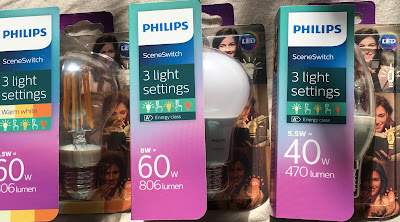 PHILIPS
SceneSwitch
3 light
settings
Warm white
60W
806 lumen
PHILIPS
SceneSwitch
3 light
settings
A+ Energy class
8W =
60W
806 lumen
LED
PHILIPS
SceneSwitch
3 light
settings
A+ Energy class
5.5W =
40W
470 lumen
LED